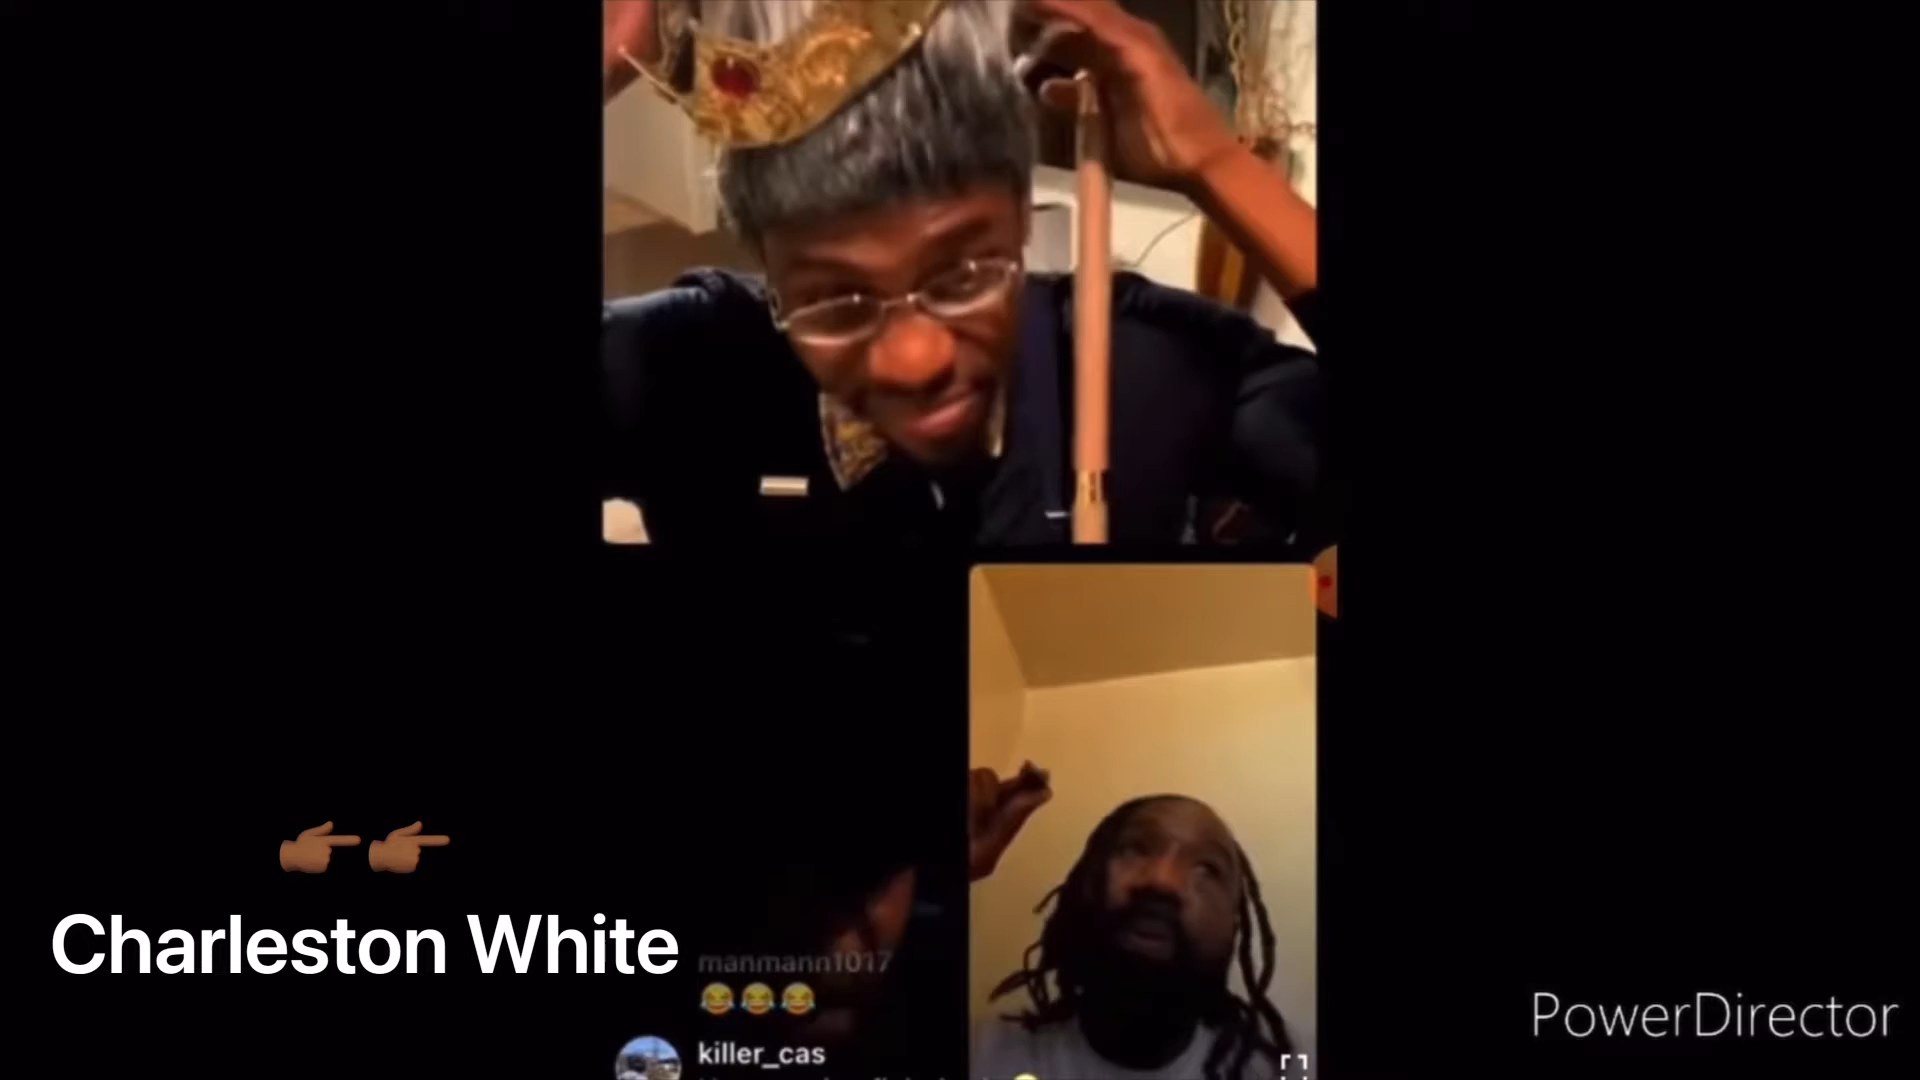 👉🏾👉🏾
Charleston White
manmann1017
😂😂😂
killer_cas
PowerDirector